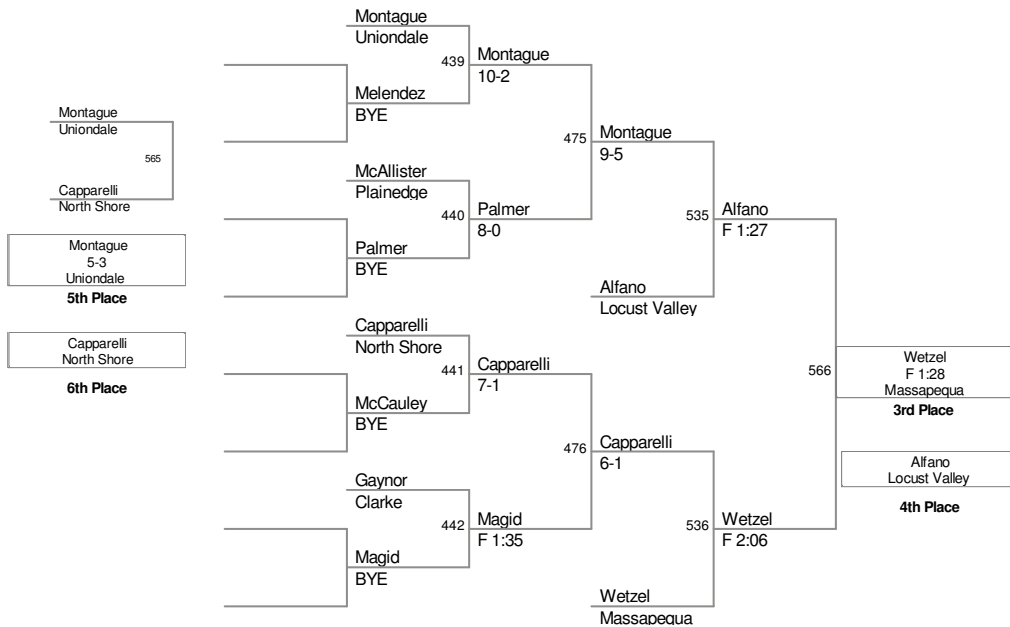 Montague
Uniondale
439
Montague
10-2
Melendez
BYE
Montague
Uniondale
565
Capparelli
North Shore
475
Montague
9-5
McAllister
Plainedge
440
Palmer
8-0
Palmer
BYE
535
Alfano
F 1:27
Alfano
Locust Valley
Montague
5-3
Uniondale
5th Place
Capparelli
North Shore
6th Place
Capparelli
North Shore
441
Capparelli
7-1
McCauley
BYE
566
Wetzel
F 1:28
Massapequa
3rd Place
476
Capparelli
6-1
Alfano
Locust Valley
4th Place
Gaynor
Clarke
442
Magid
F 1:35
Magid
BYE
536
Wetzel
F 2:06
Wetzel
Massapequa